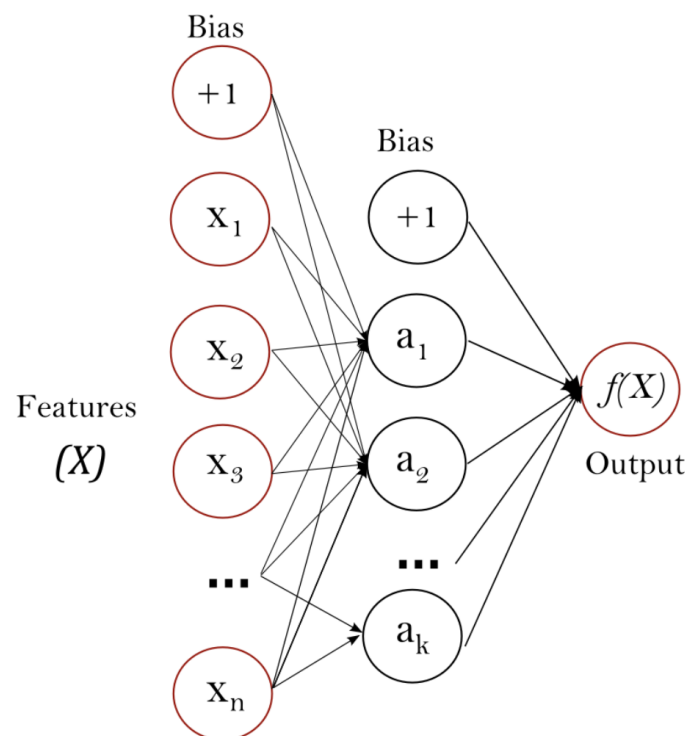 Bias
+1
x1
x2
x3
...
xn
Features
(X)
Bias
+1
a1
a2
...
ak
f(X)
Output